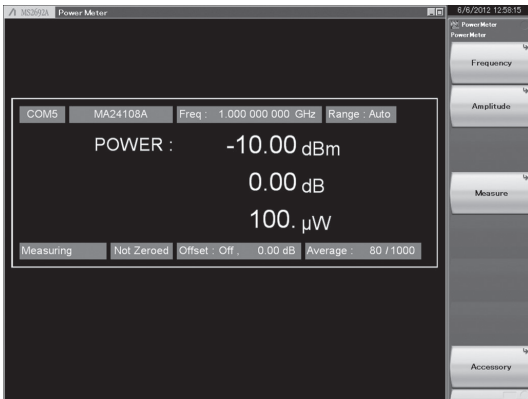 MS2692A Power Meter
6/6/2012 12:58:15
Power Meter
Power Meter
Frequency
Amplitude
COM5 MA24108A Freq : 1.000 000 000 GHz Range : Auto
POWER : -10.00 dBm
0.00 dB
100. µW
Measure
Measuring Not Zeroed Offset : Off , 0.00 dB Average : 80 / 1000
Accessory